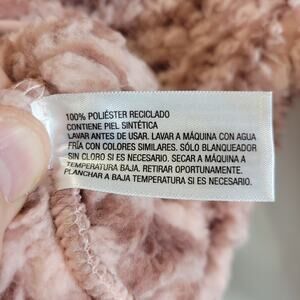 100% POLIÉSTER RECICLADO
CONTIENE PIEL SINTÉTICA
LAVAR ANTES DE USAR. LAVAR A MÁQUINA CON AGUA
FRÍA CON COLORES SIMILARES. SÓLO BLANQUEADOR
SIN CLORO SI ES NECESARIO. SECAR A MÁQUINA A
TEMPERATURA BAJA. RETIRAR OPORTUNAMENTE.
PLANCHAR A BAJA TEMPERATURA SI ES NECESARIO.